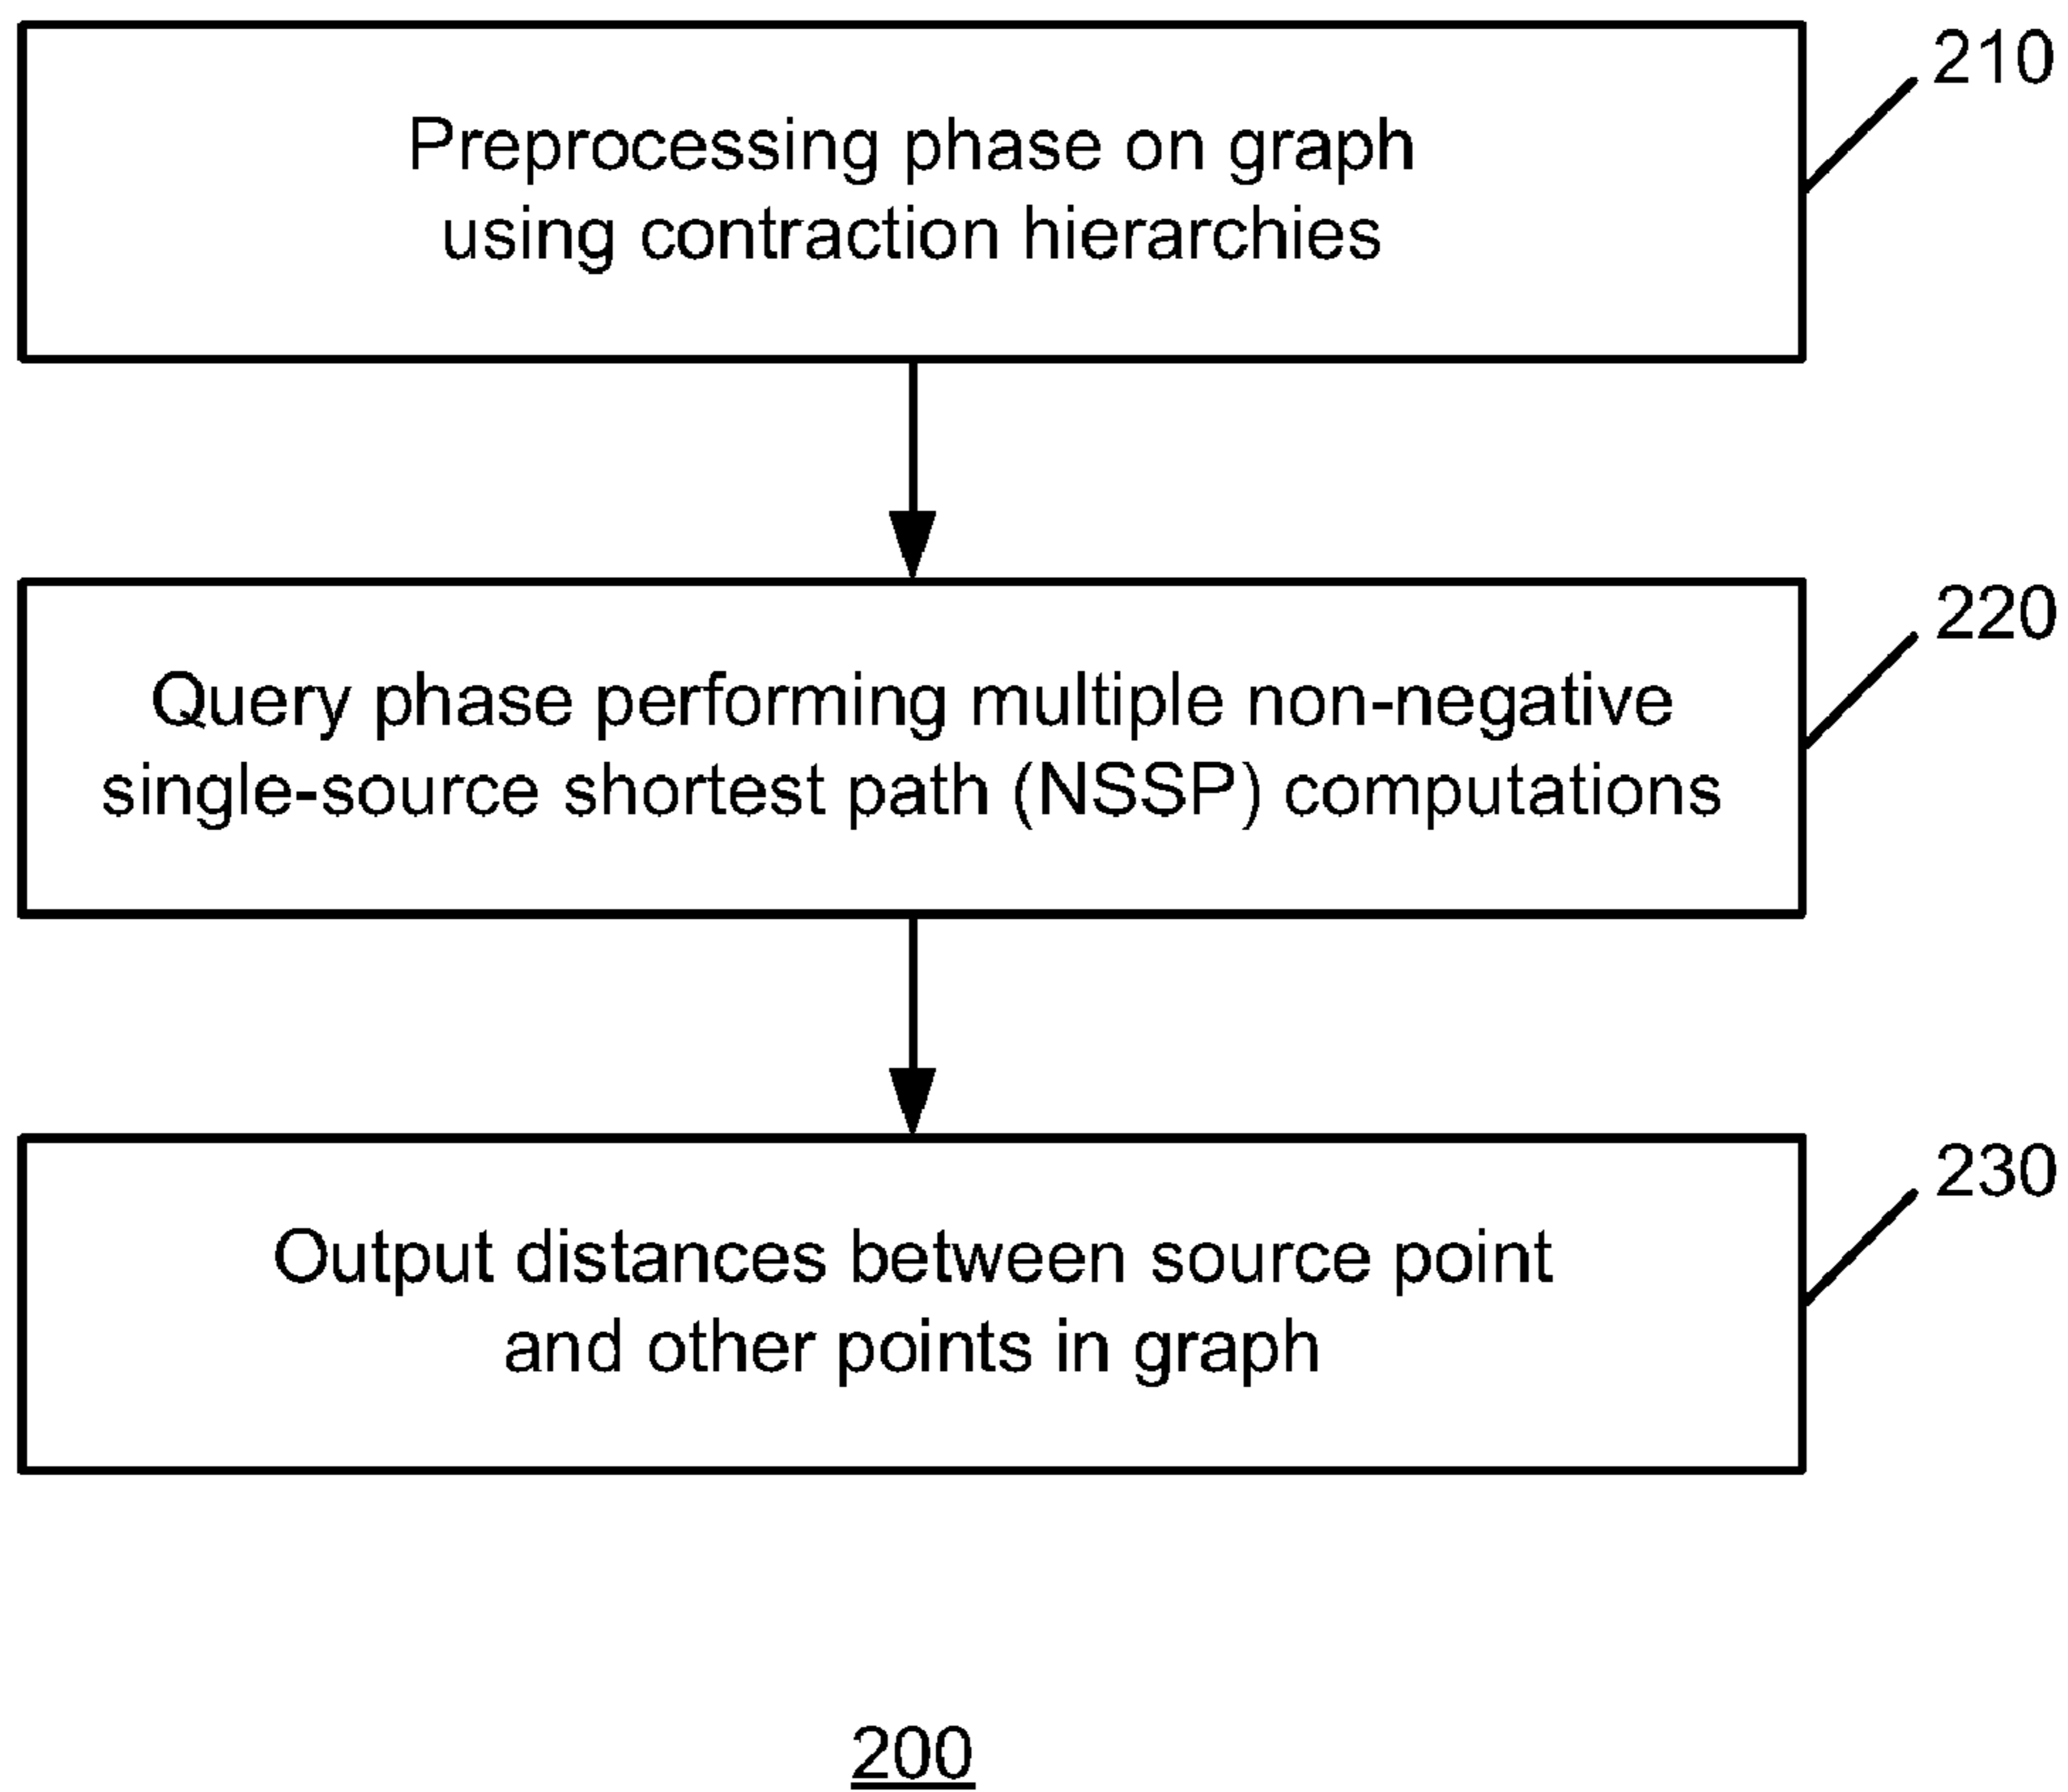 210
Preprocessing phase on graph
using contraction hierarchies
220
Query phase performing multiple non-negative
single-source shortest path (NSSP) computations
230
Output distances between source point
and other points in graph
200